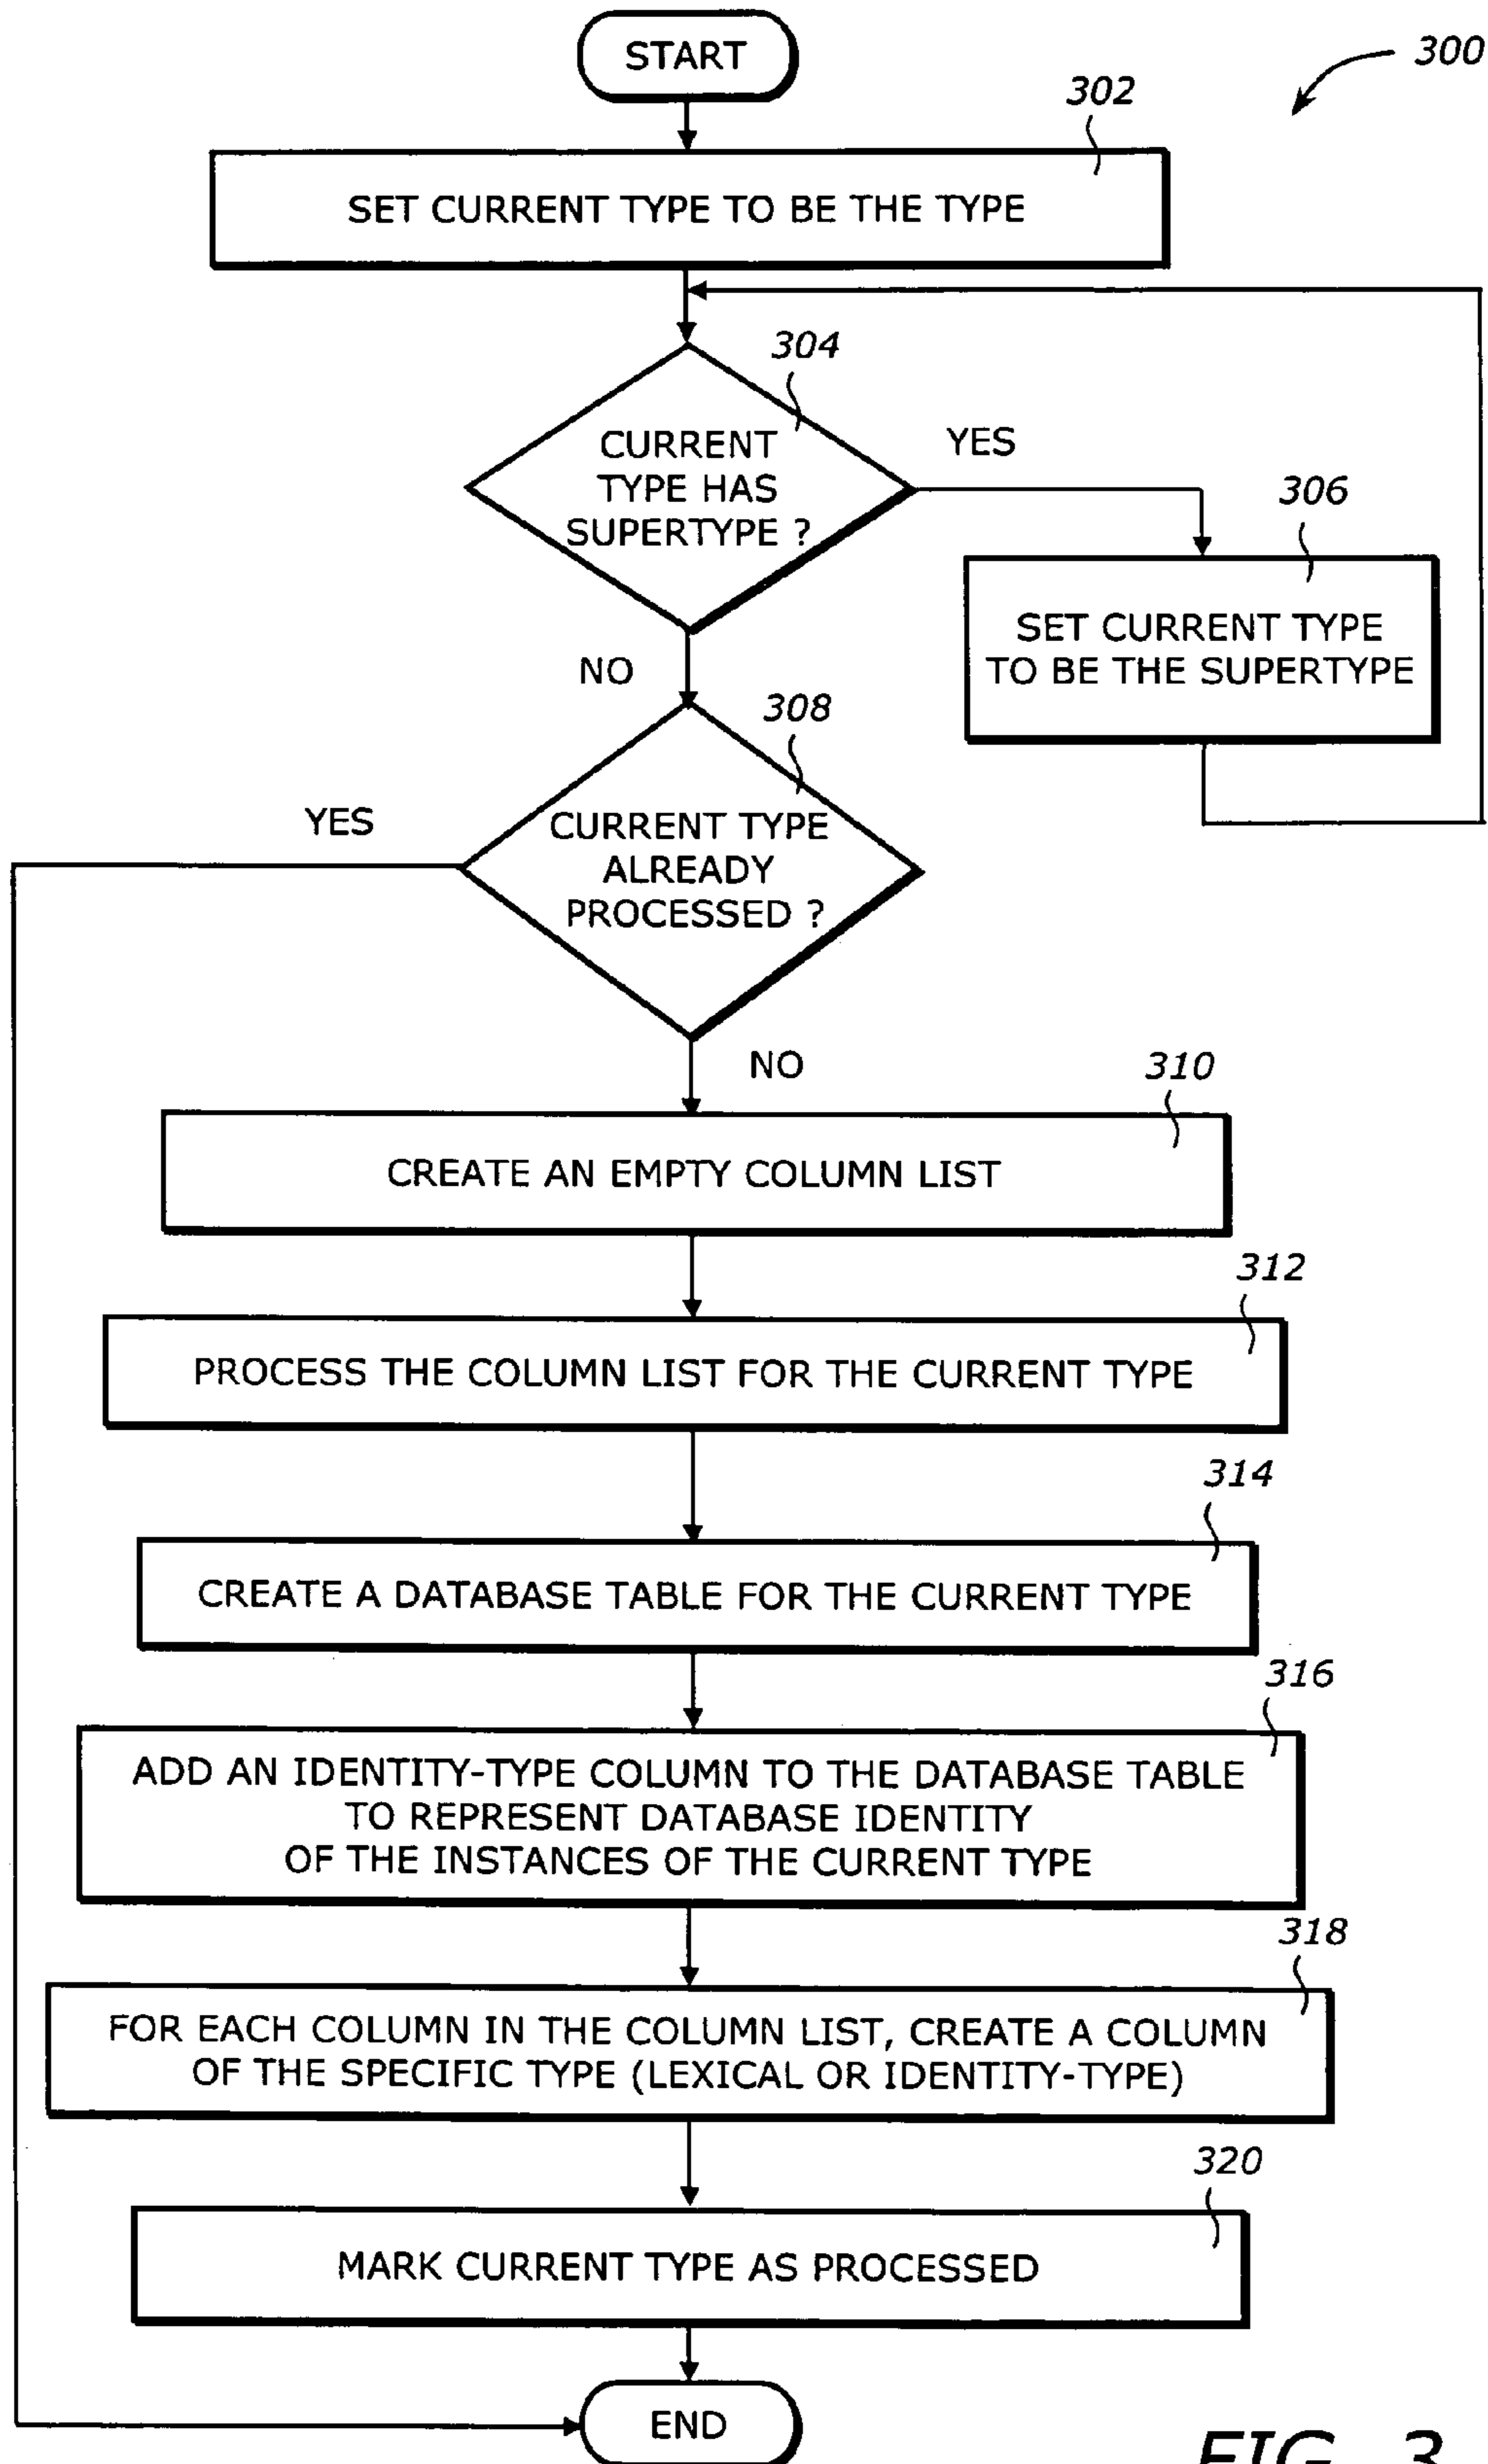 START
300
302
SET CURRENT TYPE TO BE THE TYPE
304
CURRENT
TYPE HAS
SUPERTYPE ?
YES
306
SET CURRENT TYPE
TO BE THE SUPERTYPE
NO
308
CURRENT TYPE
ALREADY
PROCESSED ?
YES
NO
310
CREATE AN EMPTY COLUMN LIST
312
PROCESS THE COLUMN LIST FOR THE CURRENT TYPE
314
CREATE A DATABASE TABLE FOR THE CURRENT TYPE
316
ADD AN IDENTITY-TYPE COLUMN TO THE DATABASE TABLE
TO REPRESENT DATABASE IDENTITY
OF THE INSTANCES OF THE CURRENT TYPE
318
FOR EACH COLUMN IN THE COLUMN LIST, CREATE A COLUMN
OF THE SPECIFIC TYPE (LEXICAL OR IDENTITY-TYPE)
320
MARK CURRENT TYPE AS PROCESSED
END
FIG. 3